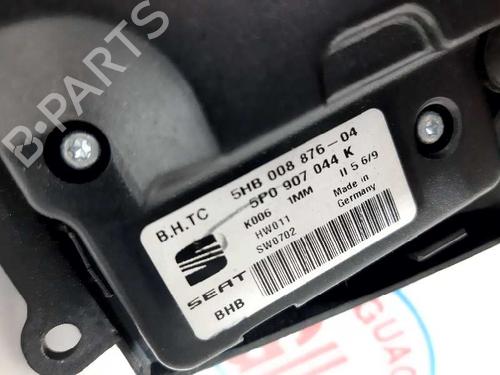 B-PARTS
B.H.TC 5HB 008 876-04
5P0 907 044 K
K006 1MM II 5 6/9
HW011 Made in
SW0702 Germany
SEAT
BHB